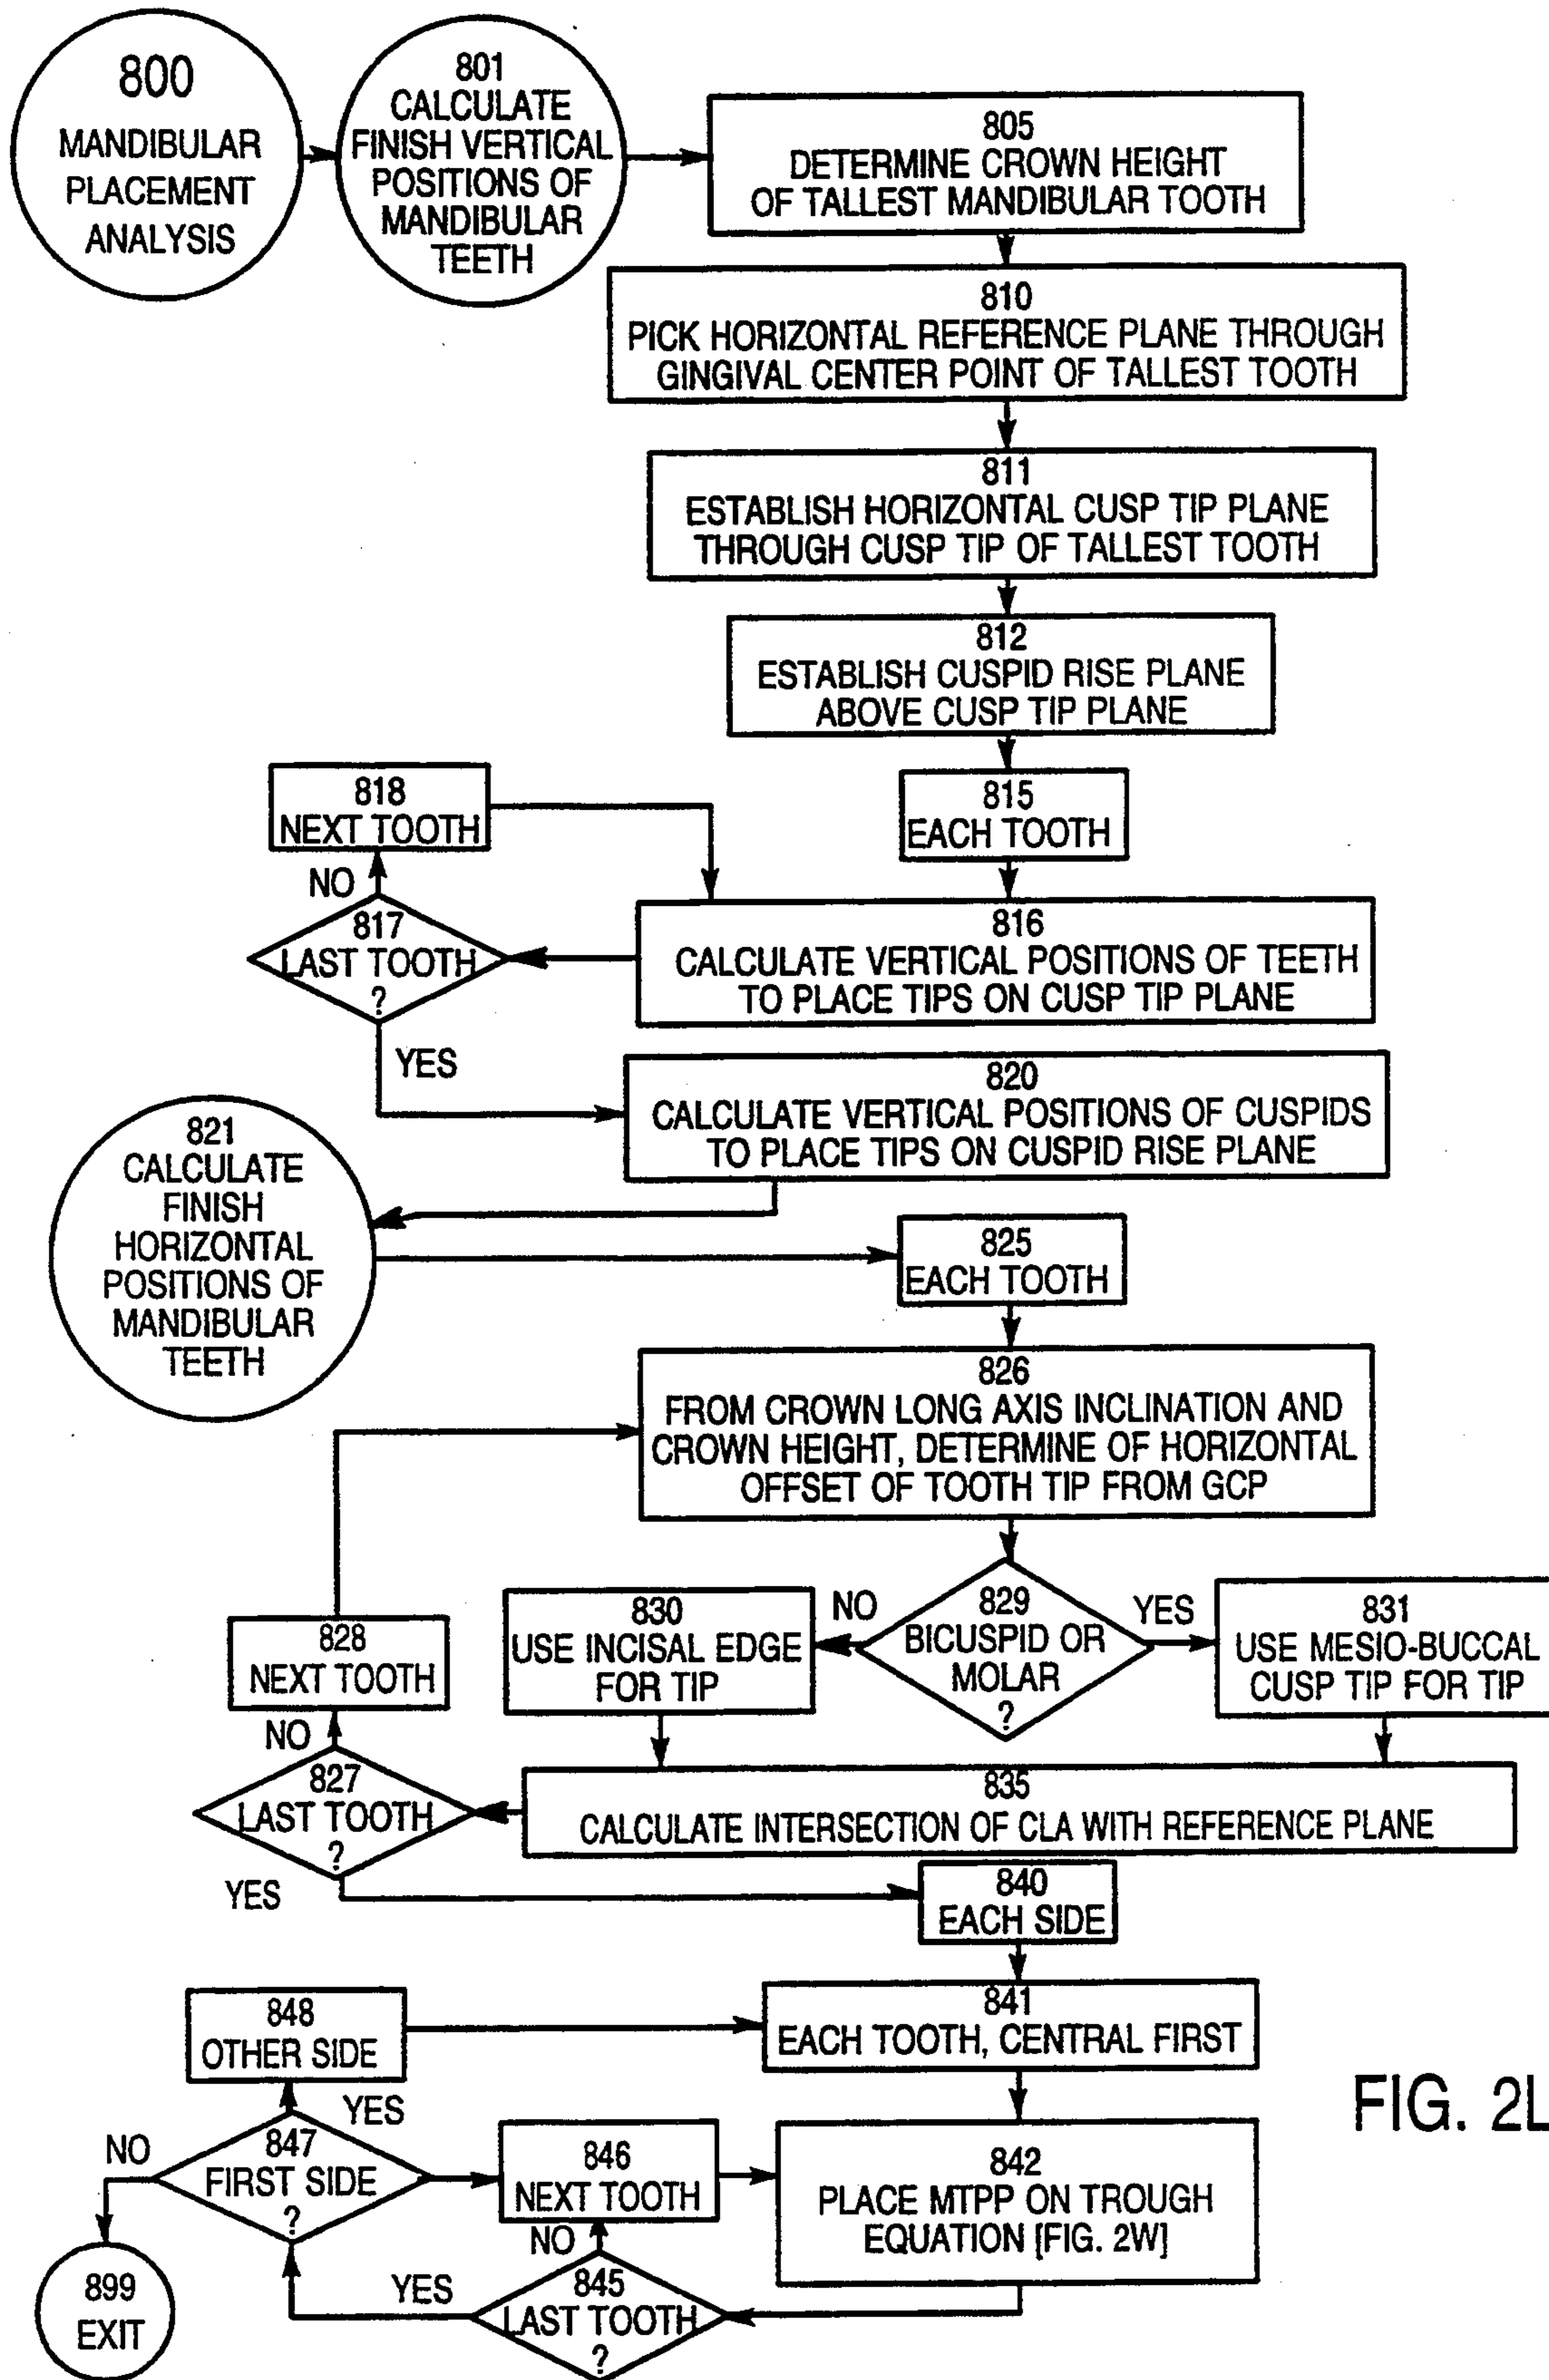 800
MANDIBULAR
PLACEMENT
ANALYSIS
801
CALCULATE
FINISH VERTICAL
POSITIONS OF
MANDIBULAR
TEETH
805
DETERMINE CROWN HEIGHT
OF TALLEST MANDIBULAR TOOTH
810
PICK HORIZONTAL REFERENCE PLANE THROUGH
GINGIVAL CENTER POINT OF TALLEST TOOTH
811
ESTABLISH HORIZONTAL CUSP TIP PLANE
THROUGH CUSP TIP OF TALLEST TOOTH
812
ESTABLISH CUSPID RISE PLANE
ABOVE CUSP TIP PLANE
818
NEXT TOOTH
815
EACH TOOTH
NO
817
LAST TOOTH
?
816
CALCULATE VERTICAL POSITIONS OF TEETH
TO PLACE TIPS ON CUSP TIP PLANE
YES
820
CALCULATE VERTICAL POSITIONS OF CUSPIDS
TO PLACE TIPS ON CUSPID RISE PLANE
821
CALCULATE
FINISH
HORIZONTAL
POSITIONS OF
MANDIBULAR
TEETH
825
EACH TOOTH
826
FROM CROWN LONG AXIS INCLINATION AND
CROWN HEIGHT, DETERMINE OF HORIZONTAL
OFFSET OF TOOTH TIP FROM GCP
829
BICUSPID OR
MOLAR
?
NO
YES
830
USE INCISAL EDGE
FOR TIP
831
USE MESIO-BUCCAL
CUSP TIP FOR TIP
828
NEXT TOOTH
NO
827
LAST TOOTH
?
835
CALCULATE INTERSECTION OF CLA WITH REFERENCE PLANE
YES
840
EACH SIDE
848
OTHER SIDE
841
EACH TOOTH, CENTRAL FIRST
YES
NO
847
FIRST SIDE
?
846
NEXT TOOTH
842
PLACE MTPP ON TROUGH
EQUATION [FIG. 2W]
NO
YES
845
LAST TOOTH
?
899
EXIT
FIG. 2L